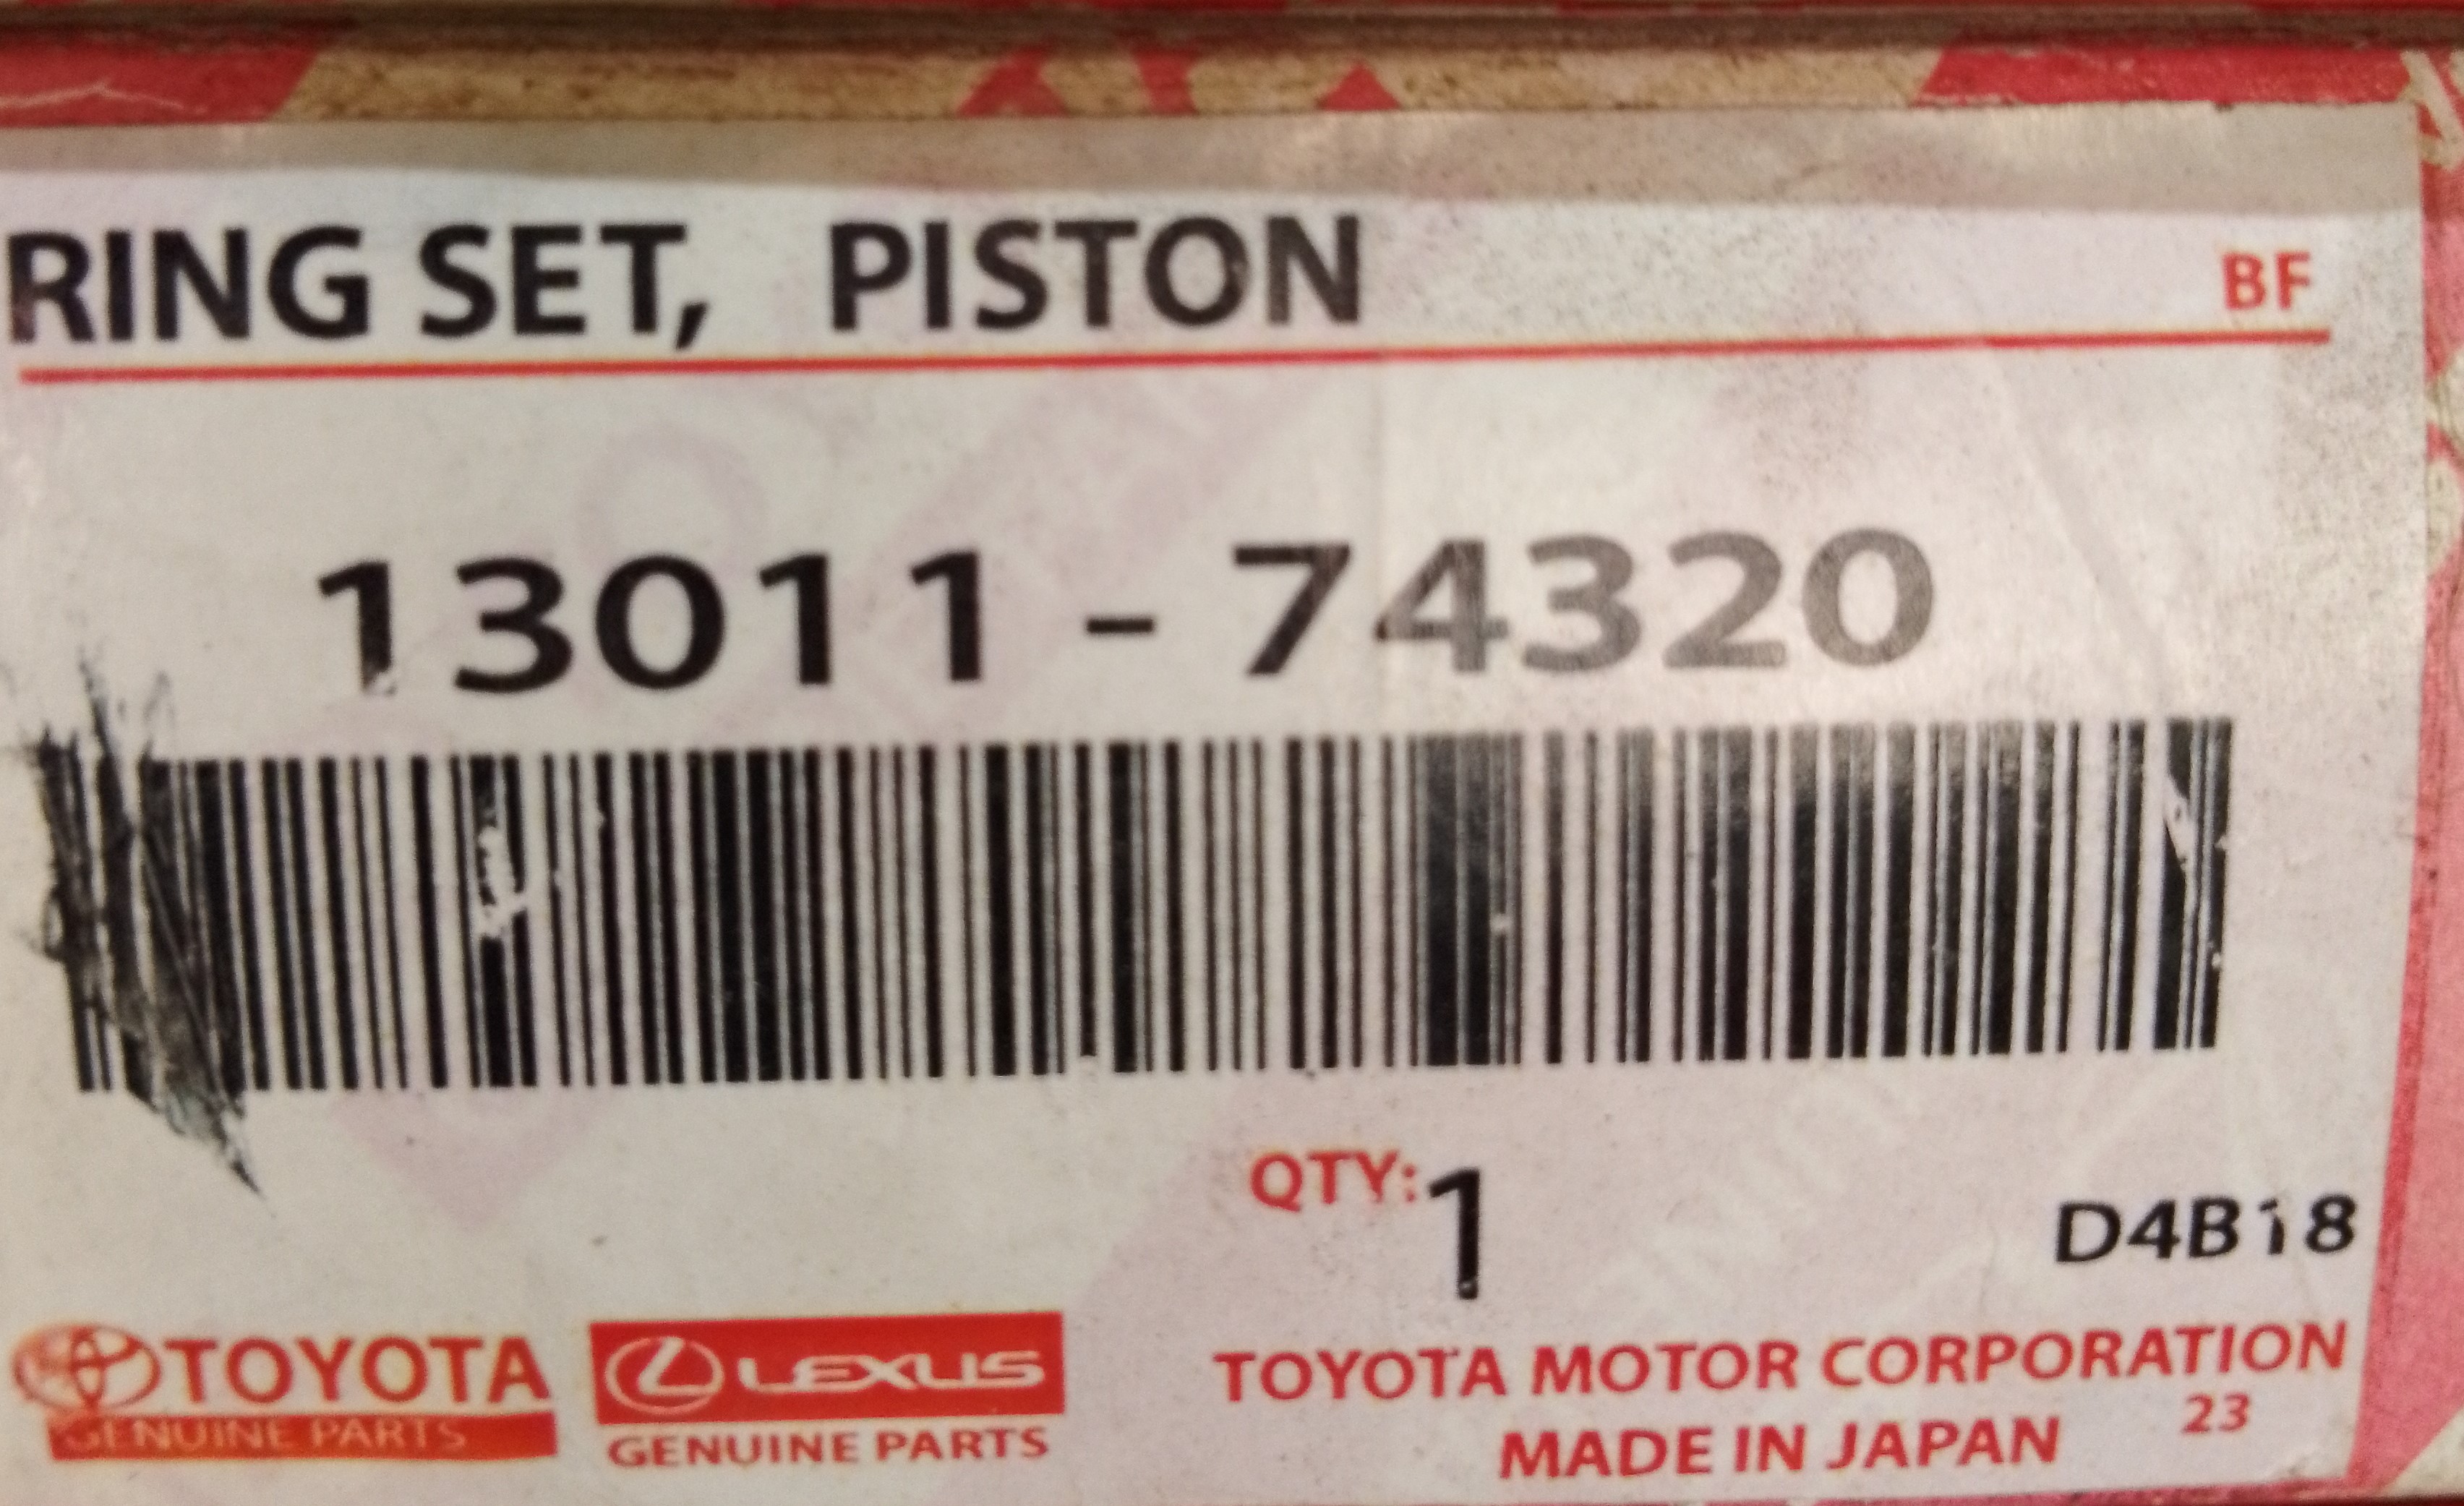 RING SET, PISTON
BF
13011-74320
QTY: 1
D4B18
TOYOTA
GENUINE PARTS
LEXUS
GENUINE PARTS
TOYOTA MOTOR CORPORATION
MADE IN JAPAN
23